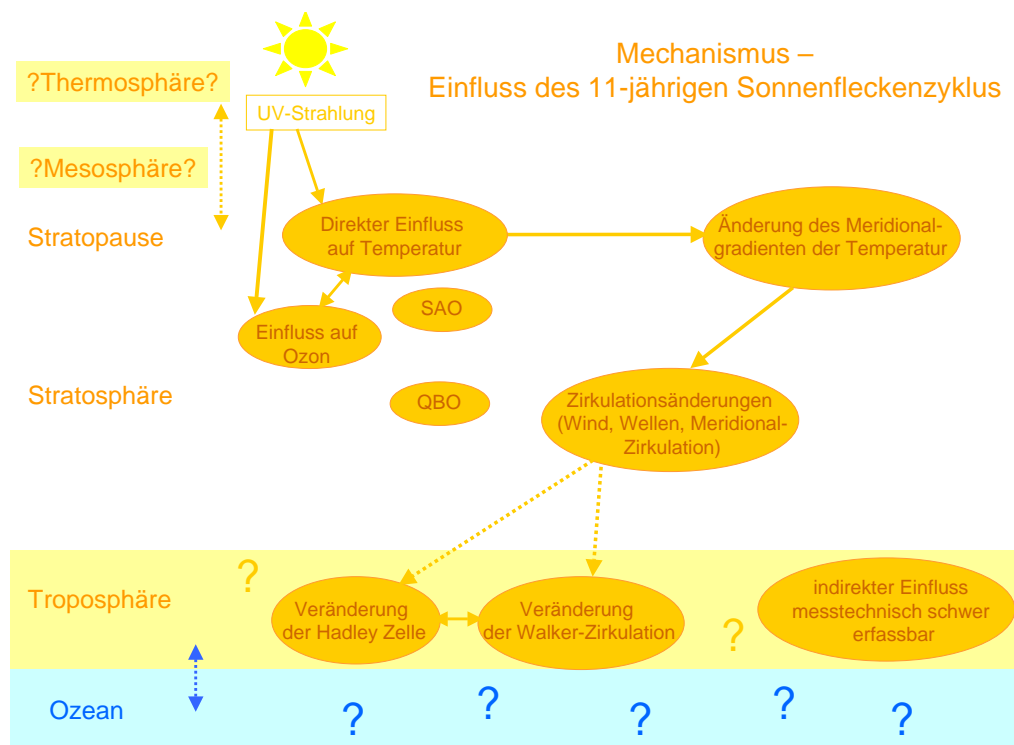 Mechanismus –
Einfluss des 11-jährigen Sonnenfleckenzyklus
?Thermosphäre?
UV-Strahlung
?Mesosphäre?
Stratopause
Direkter Einfluss
auf Temperatur
Änderung des Meridional-
gradienten der Temperatur
SAO
Einfluss auf
Ozon
Stratosphäre
QBO
Zirkulationsänderungen
(Wind, Wellen, Meridional-
Zirkulation)
?
Troposphäre
Veränderung
der Hadley Zelle
Veränderung
der Walker-Zirkulation
?
indirekter Einfluss
messtechnisch schwer
erfassbar
Ozean
?
?
?
?
?